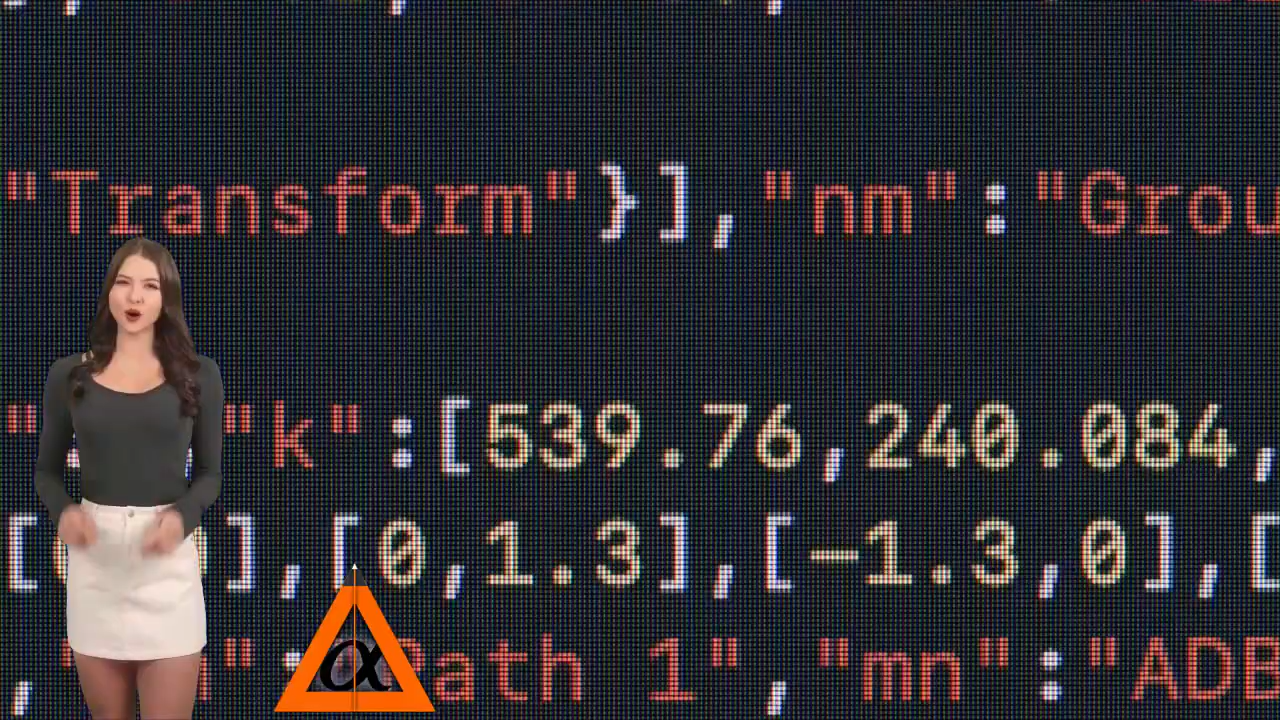 "Transform"}],"nm":"Grou
"k":[539.76,240.084,
],[0,1.3],[-1.3,0],[
α
":"Path 1","mn":"ADB